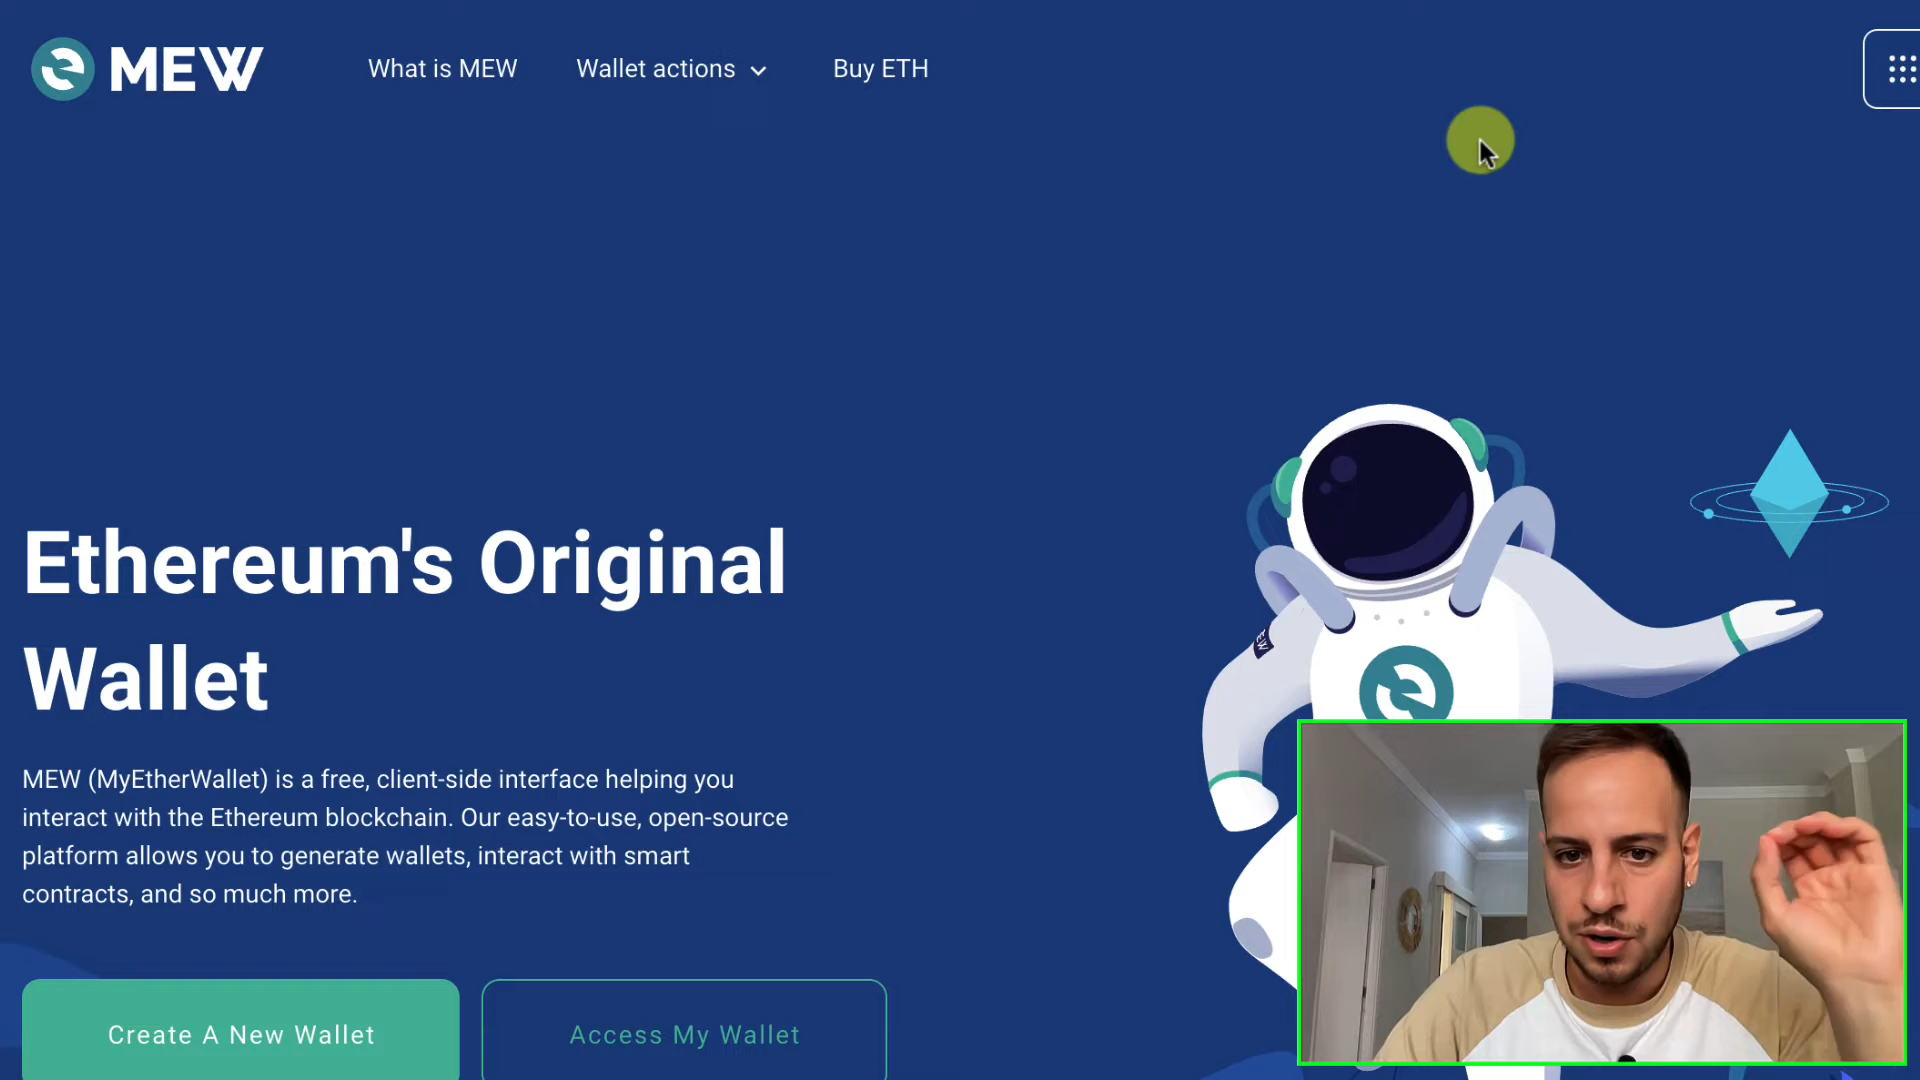 MEW
What is MEW
Wallet actions
Buy ETH
Ethereum's Original
Wallet
MEW (MyEtherWallet) is a free, client-side interface helping you
interact with the Ethereum blockchain. Our easy-to-use, open-source
platform allows you to generate wallets, interact with smart
contracts, and so much more.
Create A New Wallet
Access My Wallet
MEW